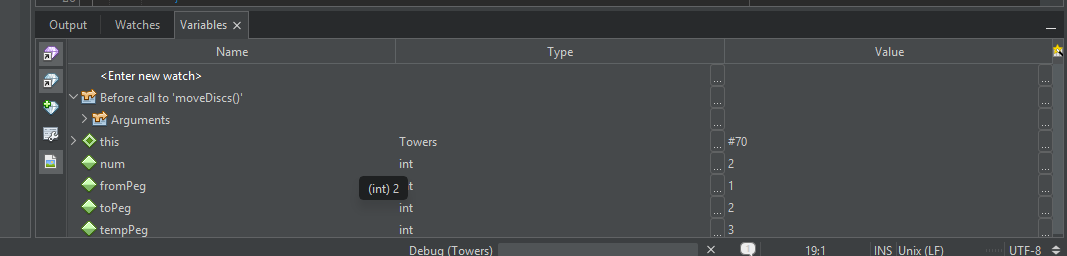 Output Watches Variables
Name Type Value
<Enter new watch> ... ...
Before call to 'moveDiscs()' ... ...
Arguments ... ...
this Towers ... #70 ...
num int ... 2 ...
fromPeg ... 1 ...
(int) 2
toPeg int ... 2 ...
tempPeg int ... 3 ...
Debug (Towers) 19:1 INS Unix (LF) UTF-8